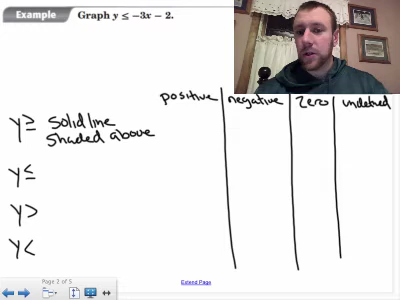 Example Graph y ≤ −3x − 2.
positive negative zero undefined
y ≥ solid line
shaded above
y ≤
y >
y <
Page 2 of 5
Extend Page